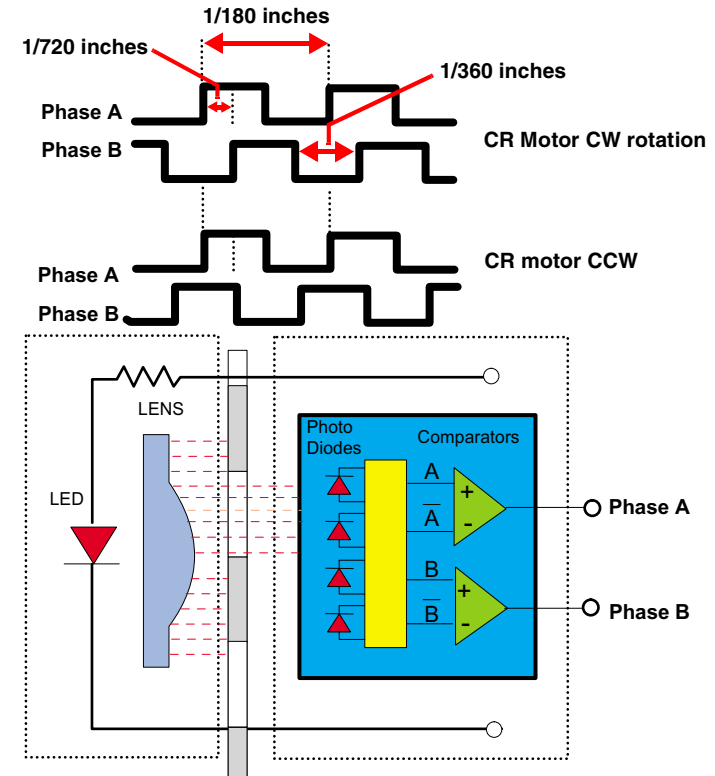 1/180 inches
1/720 inches
1/360 inches
Phase A
Phase B
CR Motor CW rotation
Phase A
CR motor CCW
Phase B
LENS
LED
Photo
Diodes
Comparators
A
+
A̅
-
Phase A
B
+
B̅
-
Phase B